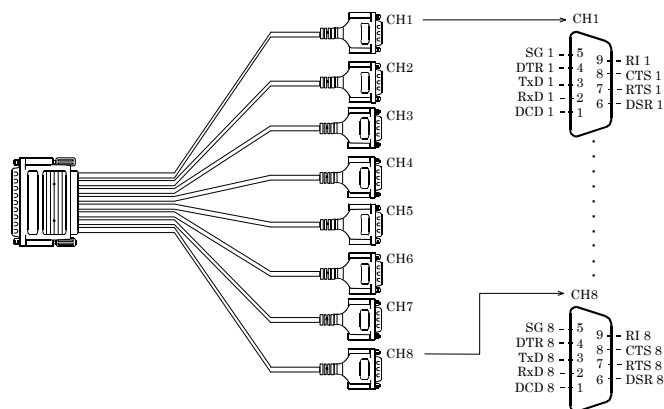 CH1
CH2
CH3
CH4
CH5
CH6
CH7
CH8
CH1
SG 1 5
DTR 1 4
TxD 1 3
RxD 1 2
DCD 1 1
9 RI 1
8 CTS 1
7 RTS 1
6 DSR 1
CH8
SG 8 5
DTR 8 4
TxD 8 3
RxD 8 2
DCD 8 1
9 RI 8
8 CTS 8
7 RTS 8
6 DSR 8